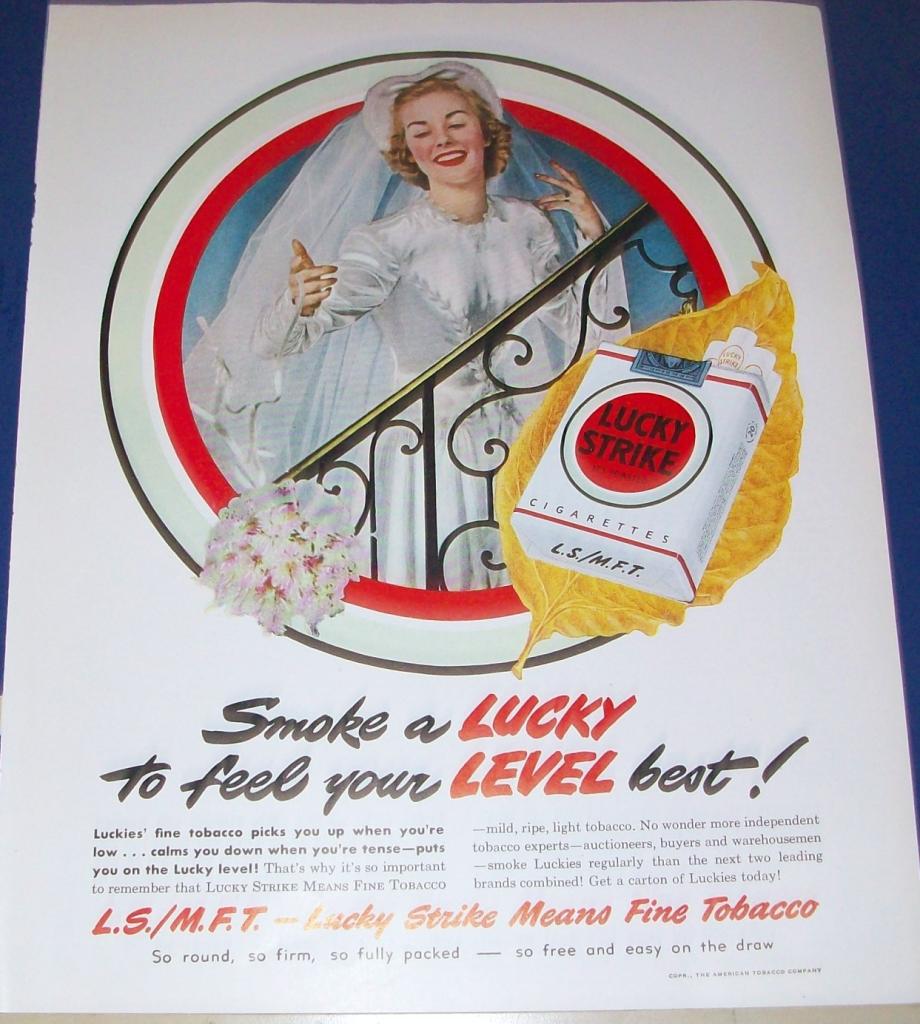 LUCKY
STRIKE
LUCKY
STRIKE
CIGARETTES
L.S./M.F.T.
Smoke a LUCKY
to feel your LEVEL best!
Luckies' fine tobacco picks you up when you're
low . . . calms you down when you're tense—puts
you on the Lucky level! That's why it's so important
to remember that LUCKY STRIKE MEANS FINE TOBACCO
—mild, ripe, light tobacco. No wonder more independent
tobacco experts—auctioneers, buyers and warehousemen
—smoke Luckies regularly than the next two leading
brands combined! Get a carton of Luckies today!
L.S./M.F.T. — Lucky Strike Means Fine Tobacco
So round, so firm, so fully packed — so free and easy on the draw
COPR., THE AMERICAN TOBACCO COMPANY